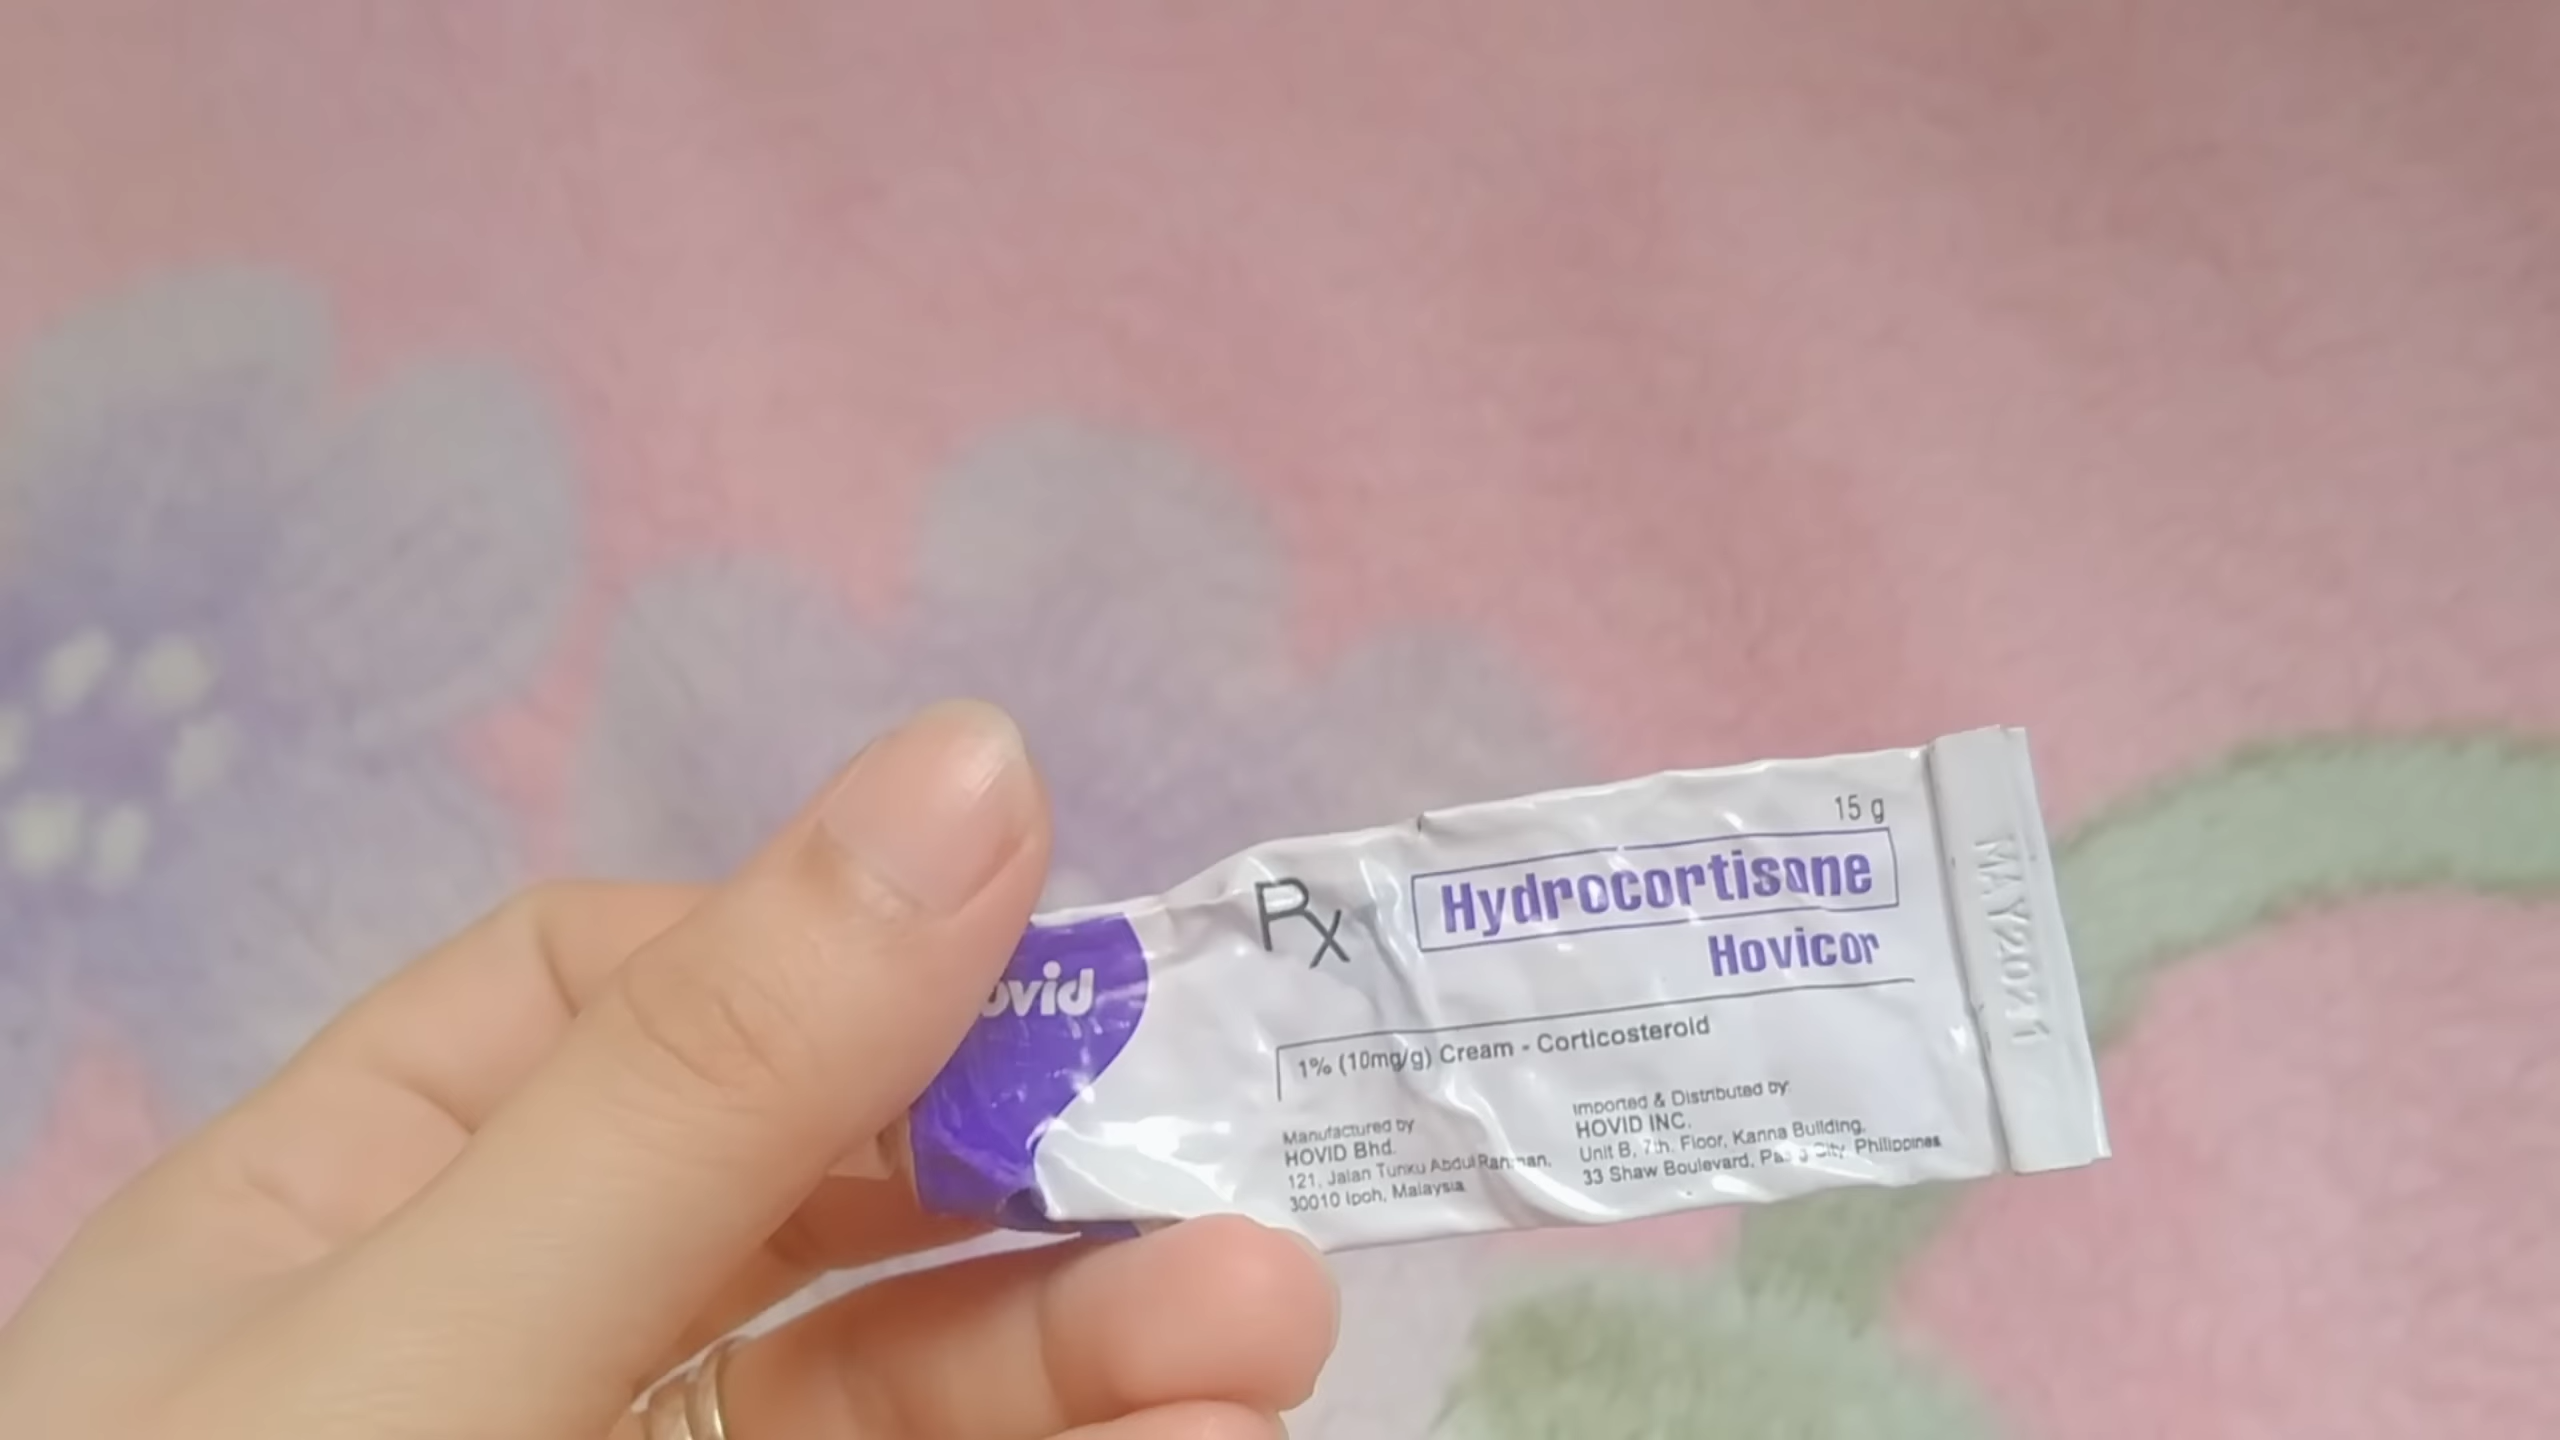 ovid
Rx
15 g
Hydrocortisone
Hovicor
1% (10mg/g) Cream - Corticosteroid
Manufactured by
HOVID Bhd.
121, Jalan Tunku Abdul Rahman,
30010 Ipoh, Malaysia
Imported & Distributed by:
HOVID INC.
Unit B, 7th. Floor, Kanna Building,
33 Shaw Boulevard, City, Philippines
MAY2021